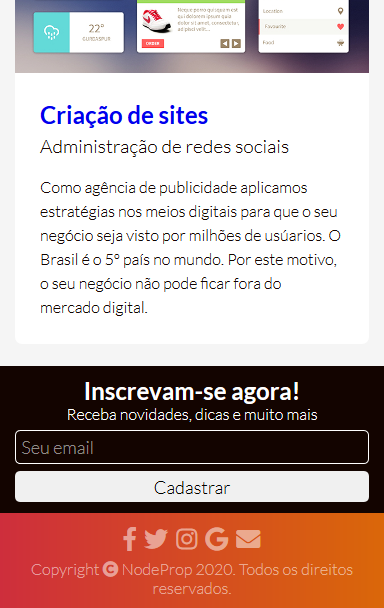 22°
GURDASPUR
Neque porro quisquam est
qui dolorem ipsum quia
dolor sit amet, consectetur,
adipisci velit...
ORDER
Location
Favourite
Food
Criação de sites
Administração de redes sociais
Como agência de publicidade aplicamos
estratégias nos meios digitais para que o seu
negócio seja visto por milhões de usúarios. O
Brasil é o 5º país no mundo. Por este motivo,
o seu negócio não pode ficar fora do
mercado digital.
Inscrevam-se agora!
Receba novidades, dicas e muito mais
Seu email
Cadastrar
Copyright © NodeProp 2020. Todos os direitos
reservados.